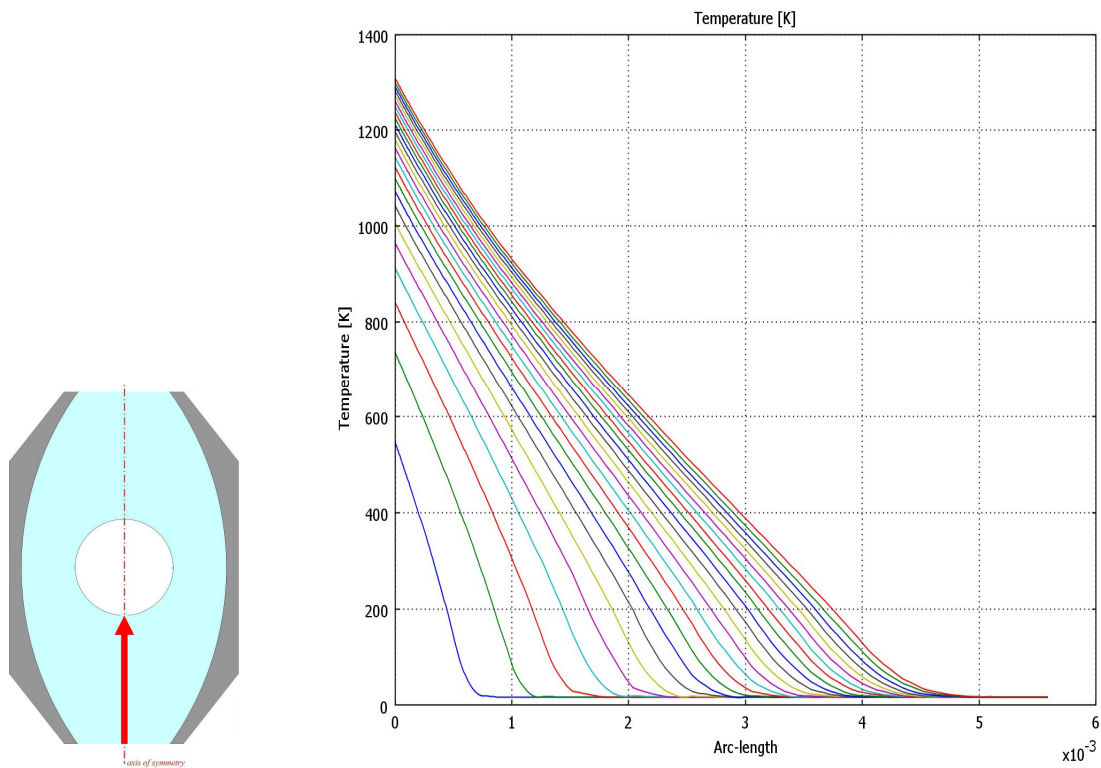 Temperature [K]
1400
1200
1000
800
600
400
200
0
Temperature [K]
0 1 2 3 4 5 6
Arc-length
x10⁻³
axis of symmetry